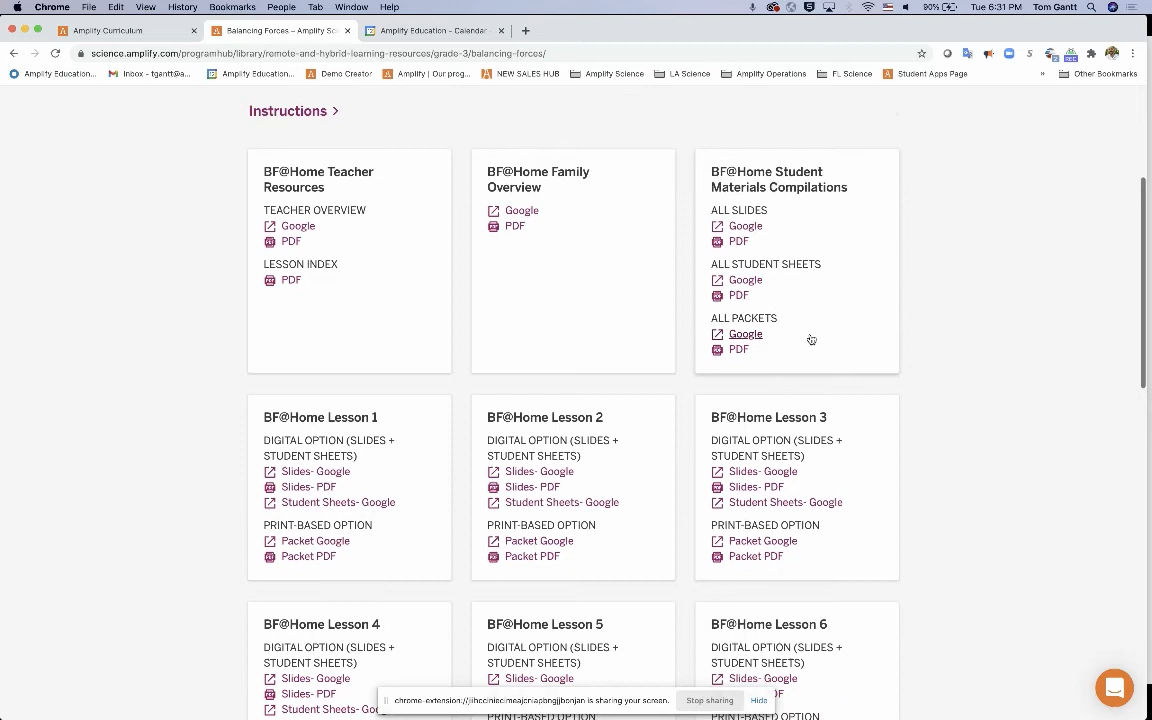 Chrome File Edit View History Bookmarks People Tab Window Help 90% Tue 6:31 PM Tom Gantt
Amplify Curriculum Balancing Forces – Amplify Sci Amplify Education - Calendar
science.amplify.com/programhub/library/remote-and-hybrid-learning-resources/grade-3/balancing-forces/
Amplify Education... Inbox - tgantt@a... Amplify Education... Demo Creator Amplify | Our prog... NEW SALES HUB Amplify Science LA Science Amplify Operations FL Science Student Apps Page » Other Bookmarks
Instructions >
BF@Home Teacher
Resources
TEACHER OVERVIEW
Google
PDF
LESSON INDEX
PDF
BF@Home Family
Overview
Google
PDF
BF@Home Student
Materials Compilations
ALL SLIDES
Google
PDF
ALL STUDENT SHEETS
Google
PDF
ALL PACKETS
Google
PDF
BF@Home Lesson 1
DIGITAL OPTION (SLIDES +
STUDENT SHEETS)
Slides- Google
Slides- PDF
Student Sheets- Google
PRINT-BASED OPTION
Packet Google
Packet PDF
BF@Home Lesson 2
DIGITAL OPTION (SLIDES +
STUDENT SHEETS)
Slides- Google
Slides- PDF
Student Sheets- Google
PRINT-BASED OPTION
Packet Google
Packet PDF
BF@Home Lesson 3
DIGITAL OPTION (SLIDES +
STUDENT SHEETS)
Slides- Google
Slides- PDF
Student Sheets- Google
PRINT-BASED OPTION
Packet Google
Packet PDF
BF@Home Lesson 4
DIGITAL OPTION (SLIDES +
STUDENT SHEETS)
Slides- Google
Slides- PDF
Student Sheets-
BF@Home Lesson 5
DIGITAL OPTION (SLIDES +
STUDENT SHEETS)
Slides- Google
PRINT-BASED OPTION
BF@Home Lesson 6
DIGITAL OPTION (SLIDES +
STUDENT SHEETS)
Slides- Google
Google
PRINT-BASED OPTION
is sharing your screen. Stop sharing Hide